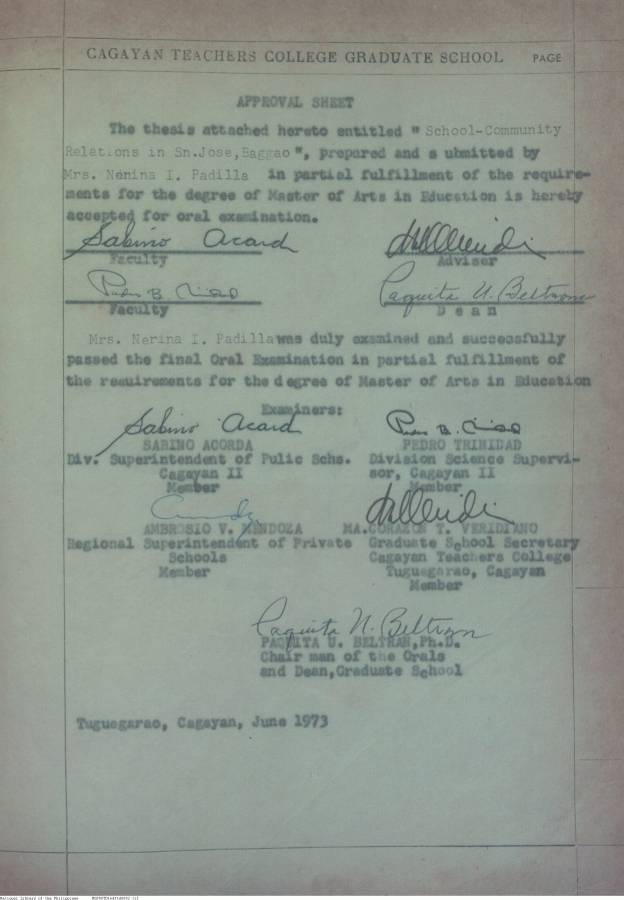 CAGAYAN TEACHERS COLLEGE GRADUATE SCHOOL PAGE
APPROVAL SHEET
The thesis attached hereto entitled " School-Community
Relations in Sn.Jose,Baggao ", prepared and s ubmitted by
Mrs. Nerina I. Padilla in partial fulfillment of the require-
ments for the degree of Master of Arts in Education is hereby
accepted for oral examination.
Sabino Acord
Faculty Adviser
Paquita U. Beltran
Faculty Dean
Mrs. Nerina I. Padilla was duly examined and successfully
passed the final Oral Examination in partial fulfillment of
the requirements for the degree of Master of Arts in Education
Examiners:
Sabino Acord
SABINO ACORDA PEDRO TRINIDAD
Div. Superintendent of Pulic Schs. Division Science Supervi-
Cagayan II sor, Cagayan II
Member Member
AMBROSIO V. MENDOZA MA.CORAZON T. VERIDIANO
Regional Superintendent of Private Graduate School Secretary
Schools Cagayan Teachers College
Member Tuguegarao, Cagayan
Member
Paquita U. Beltran
PAQUITA U. BELTRAN,Ph.D.
Chair man of the Orals
and Dean,Graduate School
Tuguegarao, Cagayan, June 1973
National Library of the Philippines